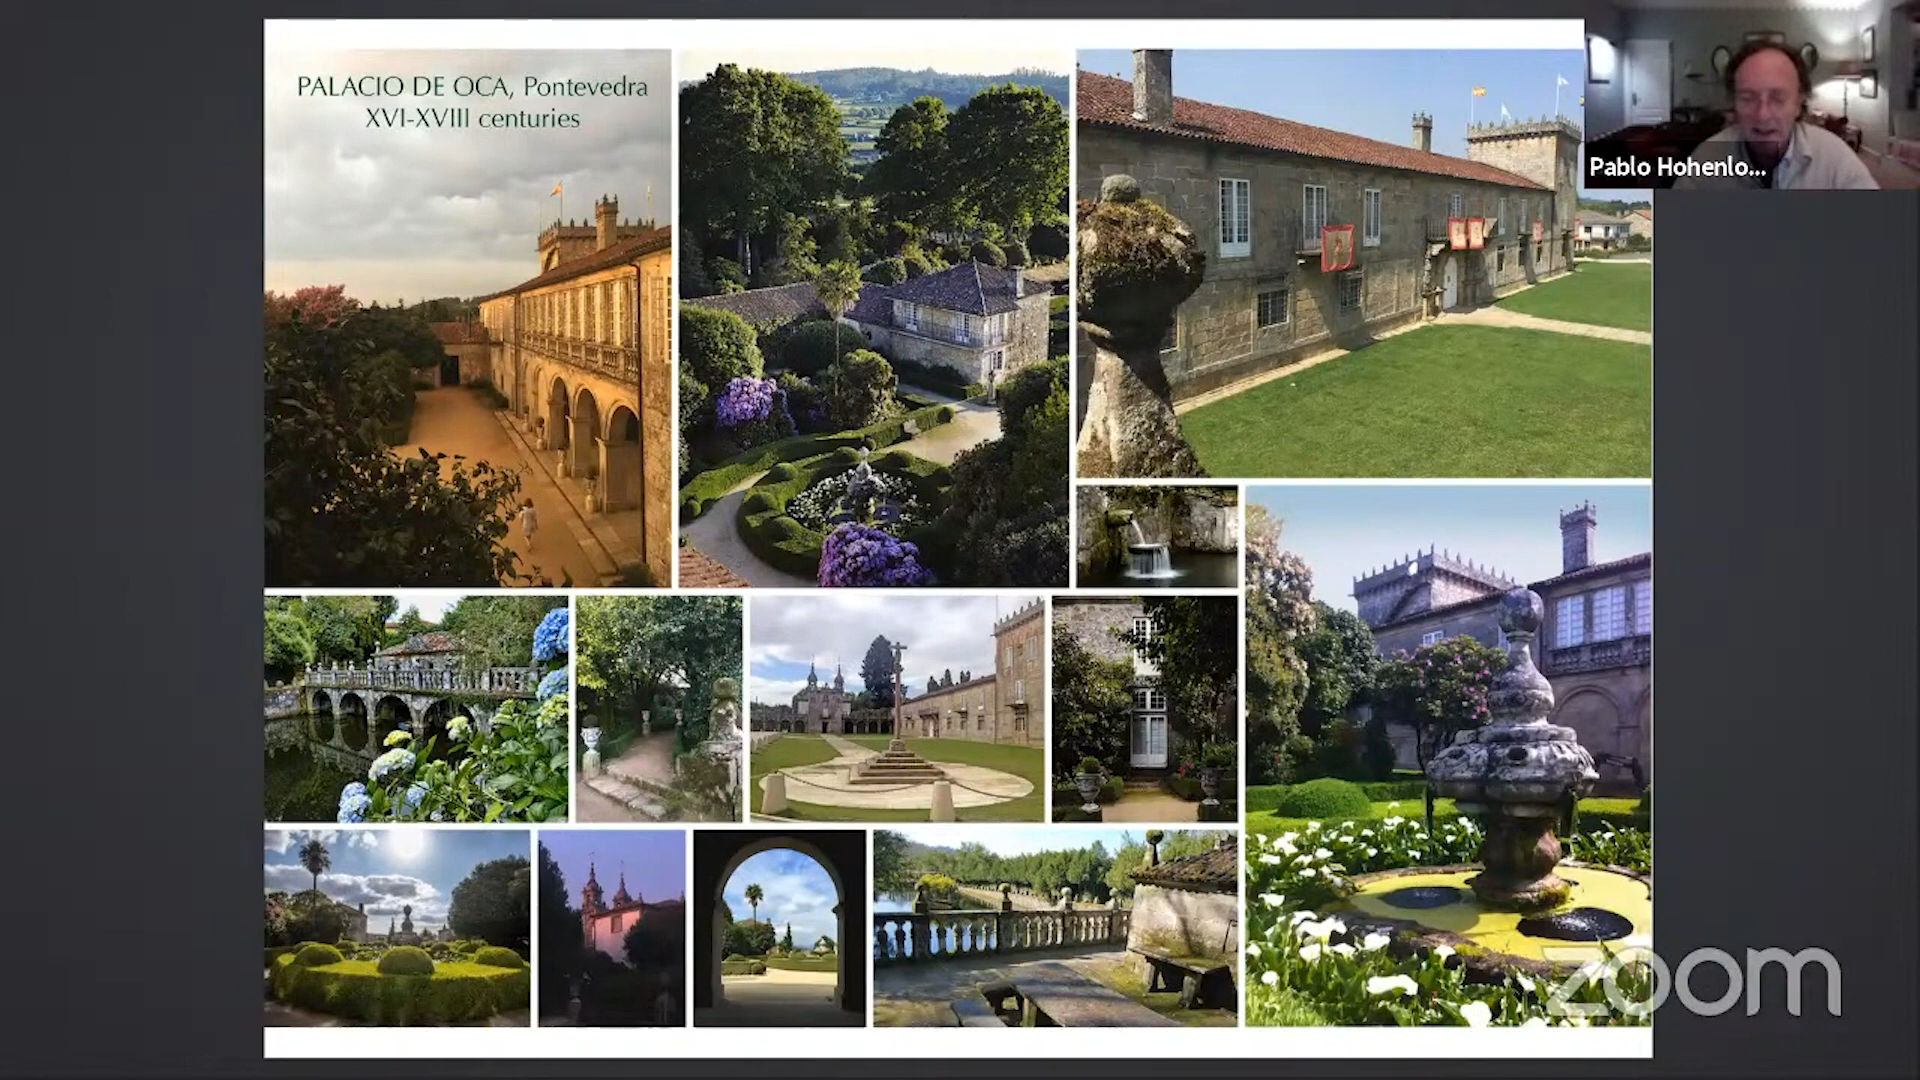 PALACIO DE OCA, Pontevedra
XVI-XVIII centuries
Pablo Hohenlo...
zoom